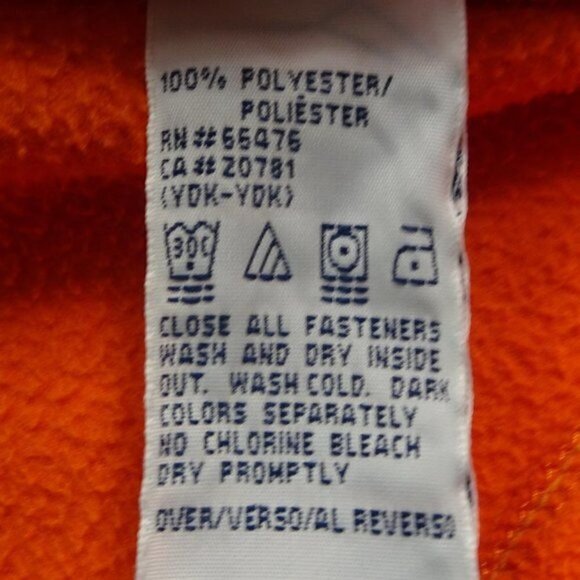 100% POLYESTER/
POLIÈSTER
RN#66476
CA#20781
(YDK-YDK)
30C
CLOSE ALL FASTENERS
WASH AND DRY INSIDE
OUT. WASH COLD. DARK
COLORS SEPARATELY
NO CHLORINE BLEACH
DRY PROMPTLY
OVER/VERSO/AL REVERSO